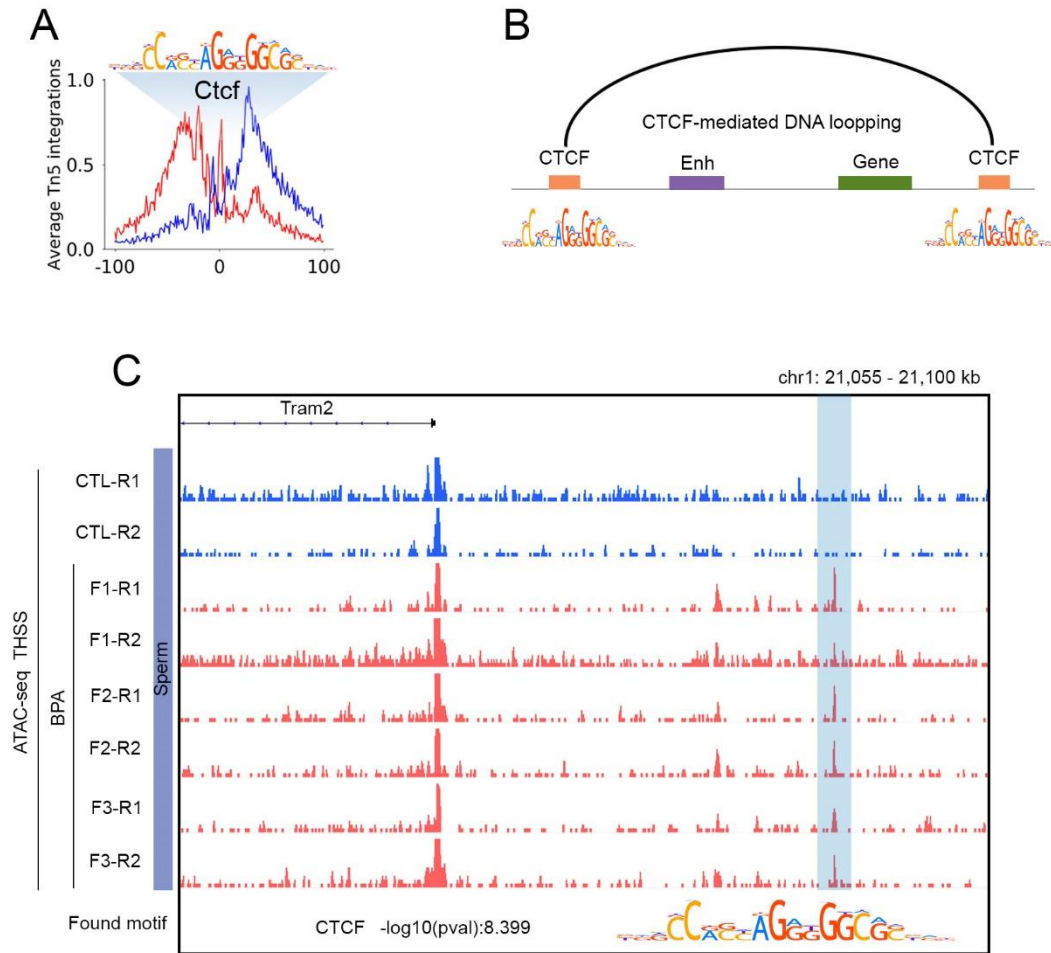 A
Ctcf
Average Tn5 integrations
1.0
0.5
0.0
-100
0
100
B
CTCF-mediated DNA loopping
CTCF
Enh
Gene
CTCF
C
chr1: 21,055 - 21,100 kb
Tram2
ATAC-seq THSS
BPA
Sperm
CTL-R1
CTL-R2
F1-R1
F1-R2
F2-R1
F2-R2
F3-R1
F3-R2
Found motif
CTCF -log10(pval):8.399